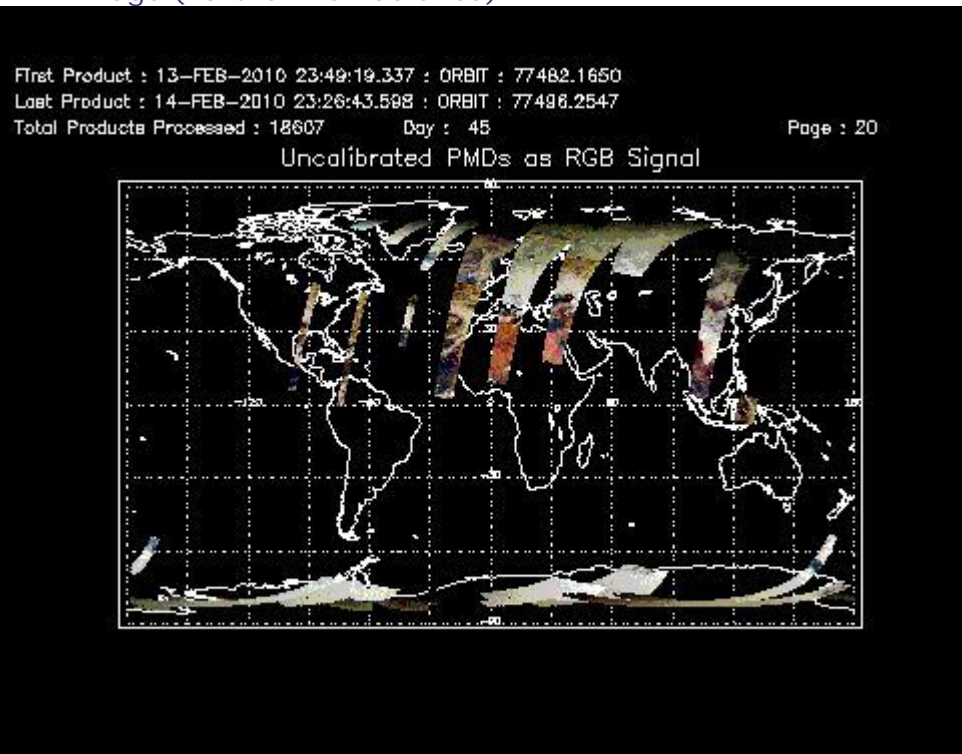 First Product : 13-FEB-2010 23:49:19.337 : ORBIT : 77482.1650
Last Product : 14-FEB-2010 23:26:43.598 : ORBIT : 77496.2547
Total Products Processed : 18607 Day : 45 Page : 20
Uncalibrated PMDs as RGB Signal
-120
-30
-90